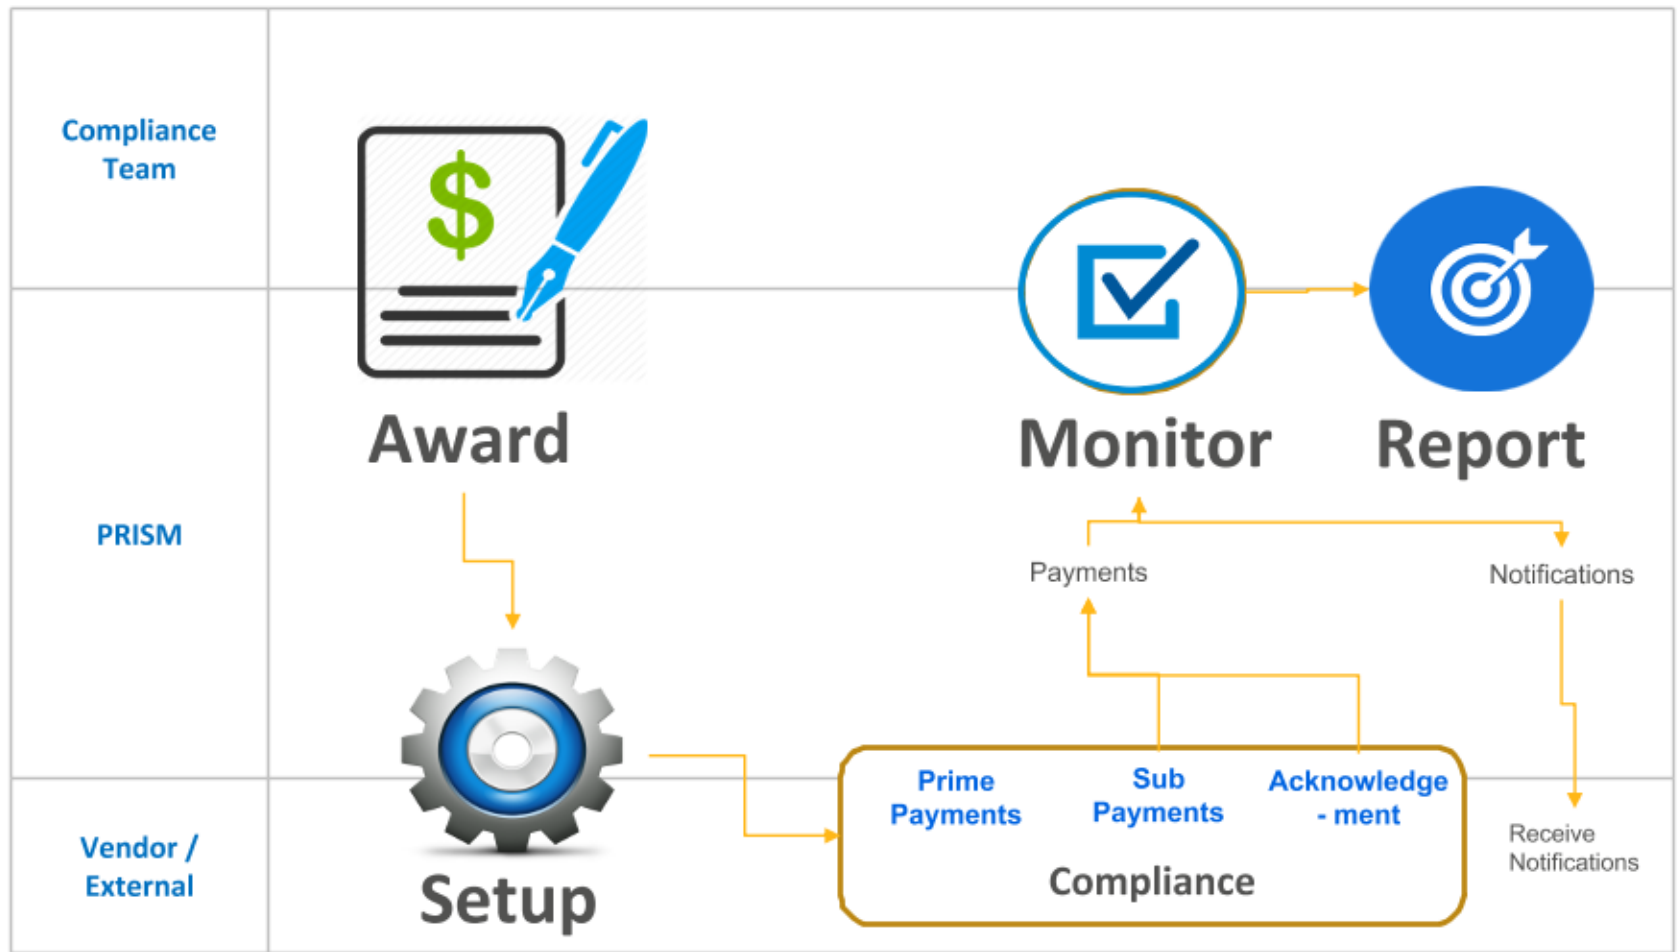 Compliance
Team
$
Award
Monitor
Report
PRISM
Payments
Notifications
Prime
Payments
Sub
Payments
Acknowledge
- ment
Compliance
Receive
Notifications
Vendor /
External
Setup